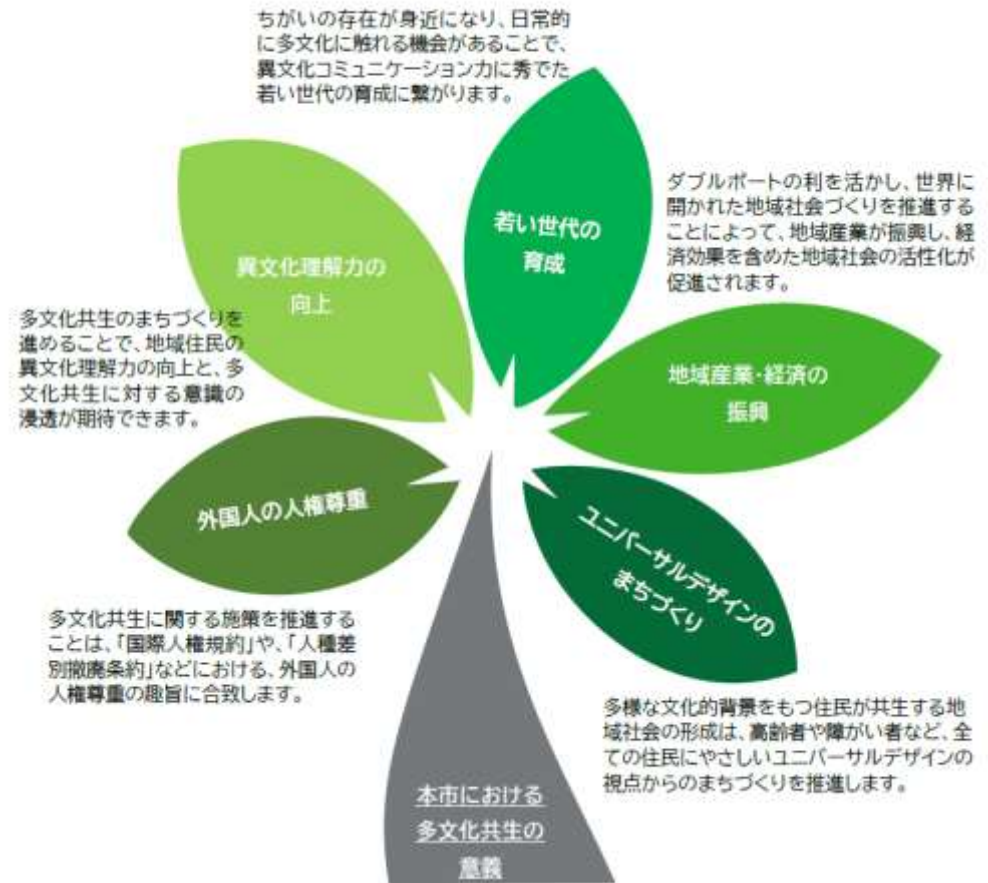 ちがいの存在が身近になり、日常的
に多文化に触れる機会があることで、
異文化コミュニケーション力に秀でた
若い世代の育成に繋がります。
若い世代の
育成
ダブルポートの利を活かし、世界に
開かれた地域社会づくりを推進する
ことによって、地域産業が振興し、経
済効果を含めた地域社会の活性化が
促進されます。
異文化理解力の
向上
多文化共生のまちづくりを
進めることで、地域住民の
異文化理解力の向上と、多
文化共生に対する意識の
浸透が期待できます。
地域産業・経済の
振興
外国人の人権尊重
ユニバーサルデザインの
まちづくり
多文化共生に関する施策を推進する
ことは、「国際人権規約」や、「人種差
別撤廃条約」などにおける、外国人の
人権尊重の趣旨に合致します。
多様な文化的背景をもつ住民が共生する地
域社会の形成は、高齢者や障がい者など、全
ての住民にやさしいユニバーサルデザインの
視点からのまちづくりを推進します。
本市における
多文化共生の
意義